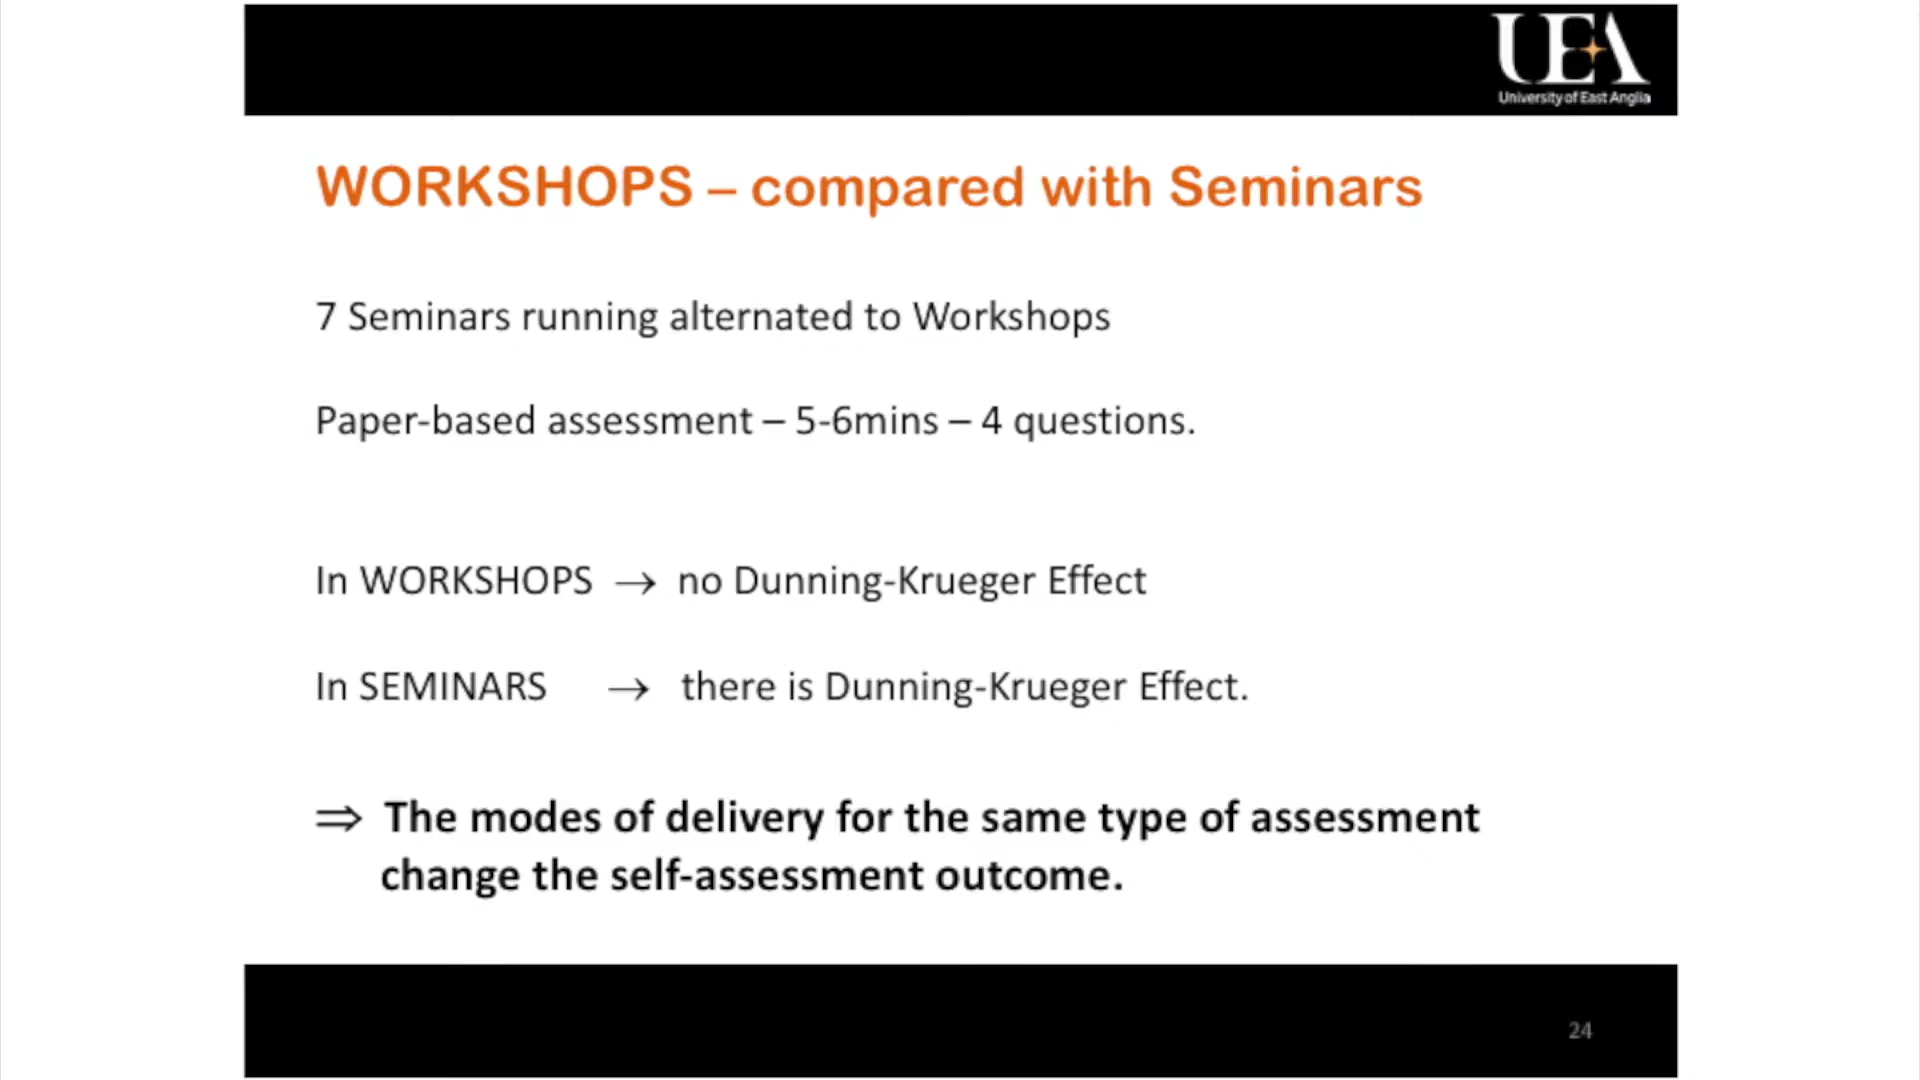 UEA
University of East Anglia
WORKSHOPS – compared with Seminars
7 Seminars running alternated to Workshops
Paper-based assessment – 5-6mins – 4 questions.
In WORKSHOPS → no Dunning-Krueger Effect
In SEMINARS → there is Dunning-Krueger Effect.
⇒ The modes of delivery for the same type of assessment
change the self-assessment outcome.
24